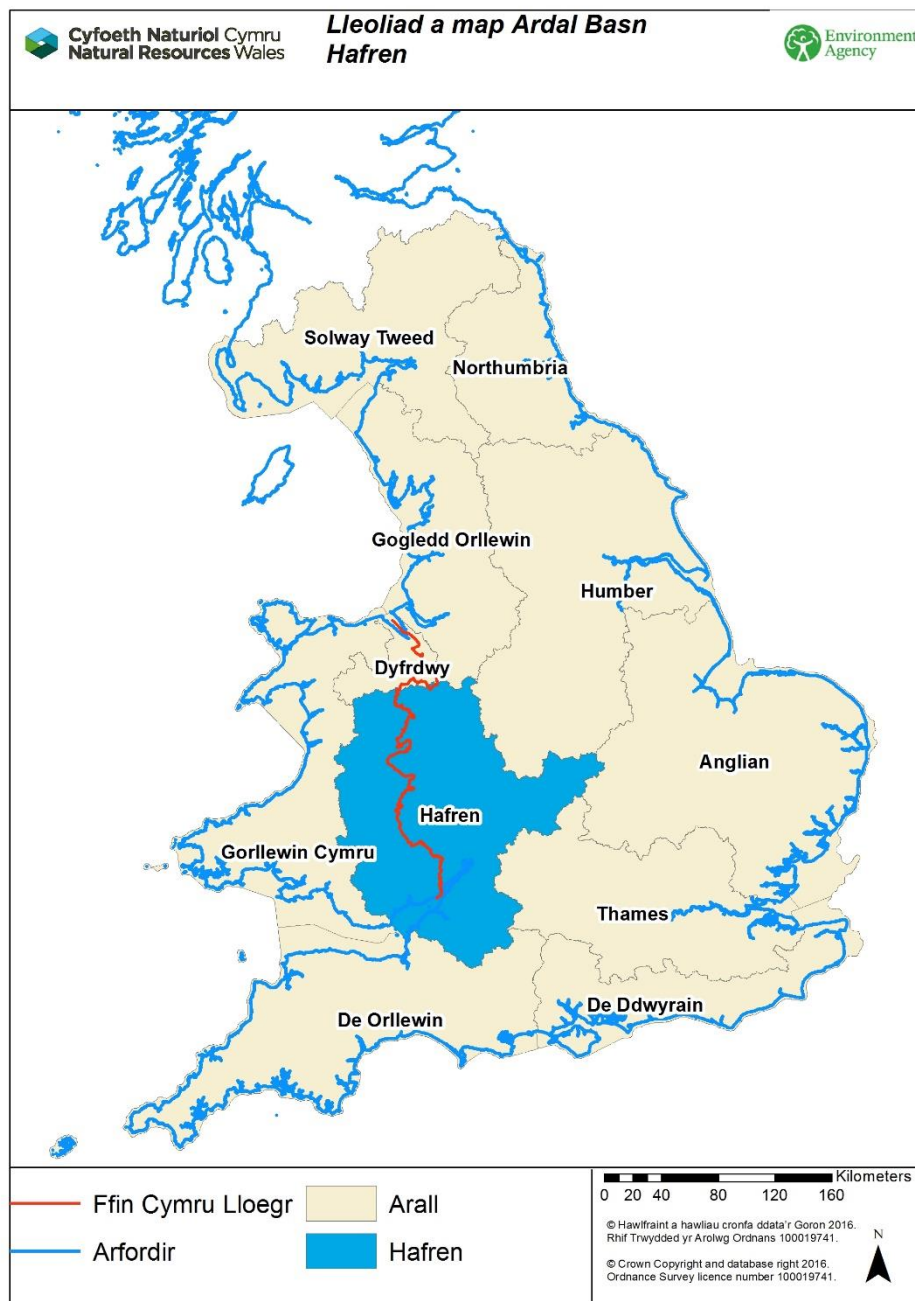 Cyfoeth Naturiol Cymru
Natural Resources Wales
Lleoliad a map Ardal Basn
Hafren
Environment
Agency
Solway Tweed
Northumbria
Gogledd Orllewin
Humber
Dyfrdwy
Anglian
Hafren
Gorllewin Cymru
Thames
De Ddwyrain
De Orllewin
Ffin Cymru Lloegr
Arfordir
Arall
Hafren
Kilometers
0 20 40 80 120 160
© Hawlfraint a hawliau cronfa ddata'r Goron 2016.
Rhif Trwydded yr Arolwg Ordnans 100019741.
© Crown Copyright and database right 2016.
Ordnance Survey licence number 100019741.
N